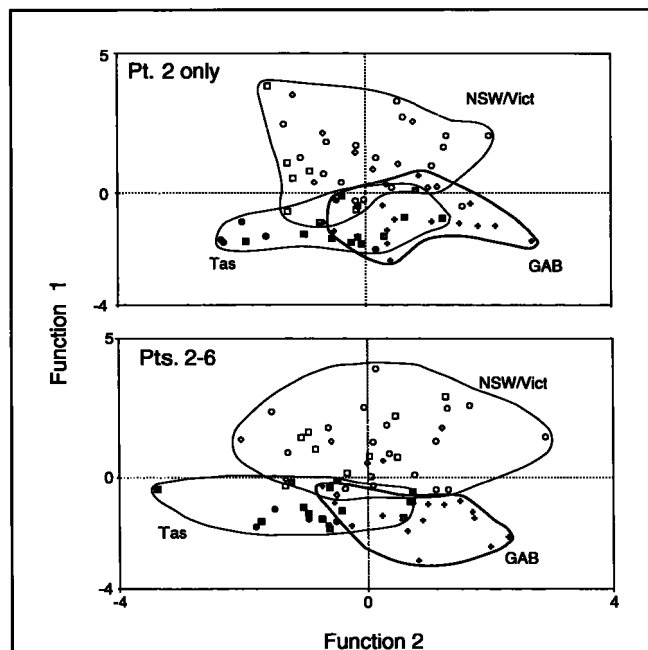 5
Pt. 2 only
NSW/Vict
0
Tas
GAB
-4
5
Pts. 2-6
NSW/Vict
0
Tas
GAB
-4
-4
0
4
Function 1
Function 2